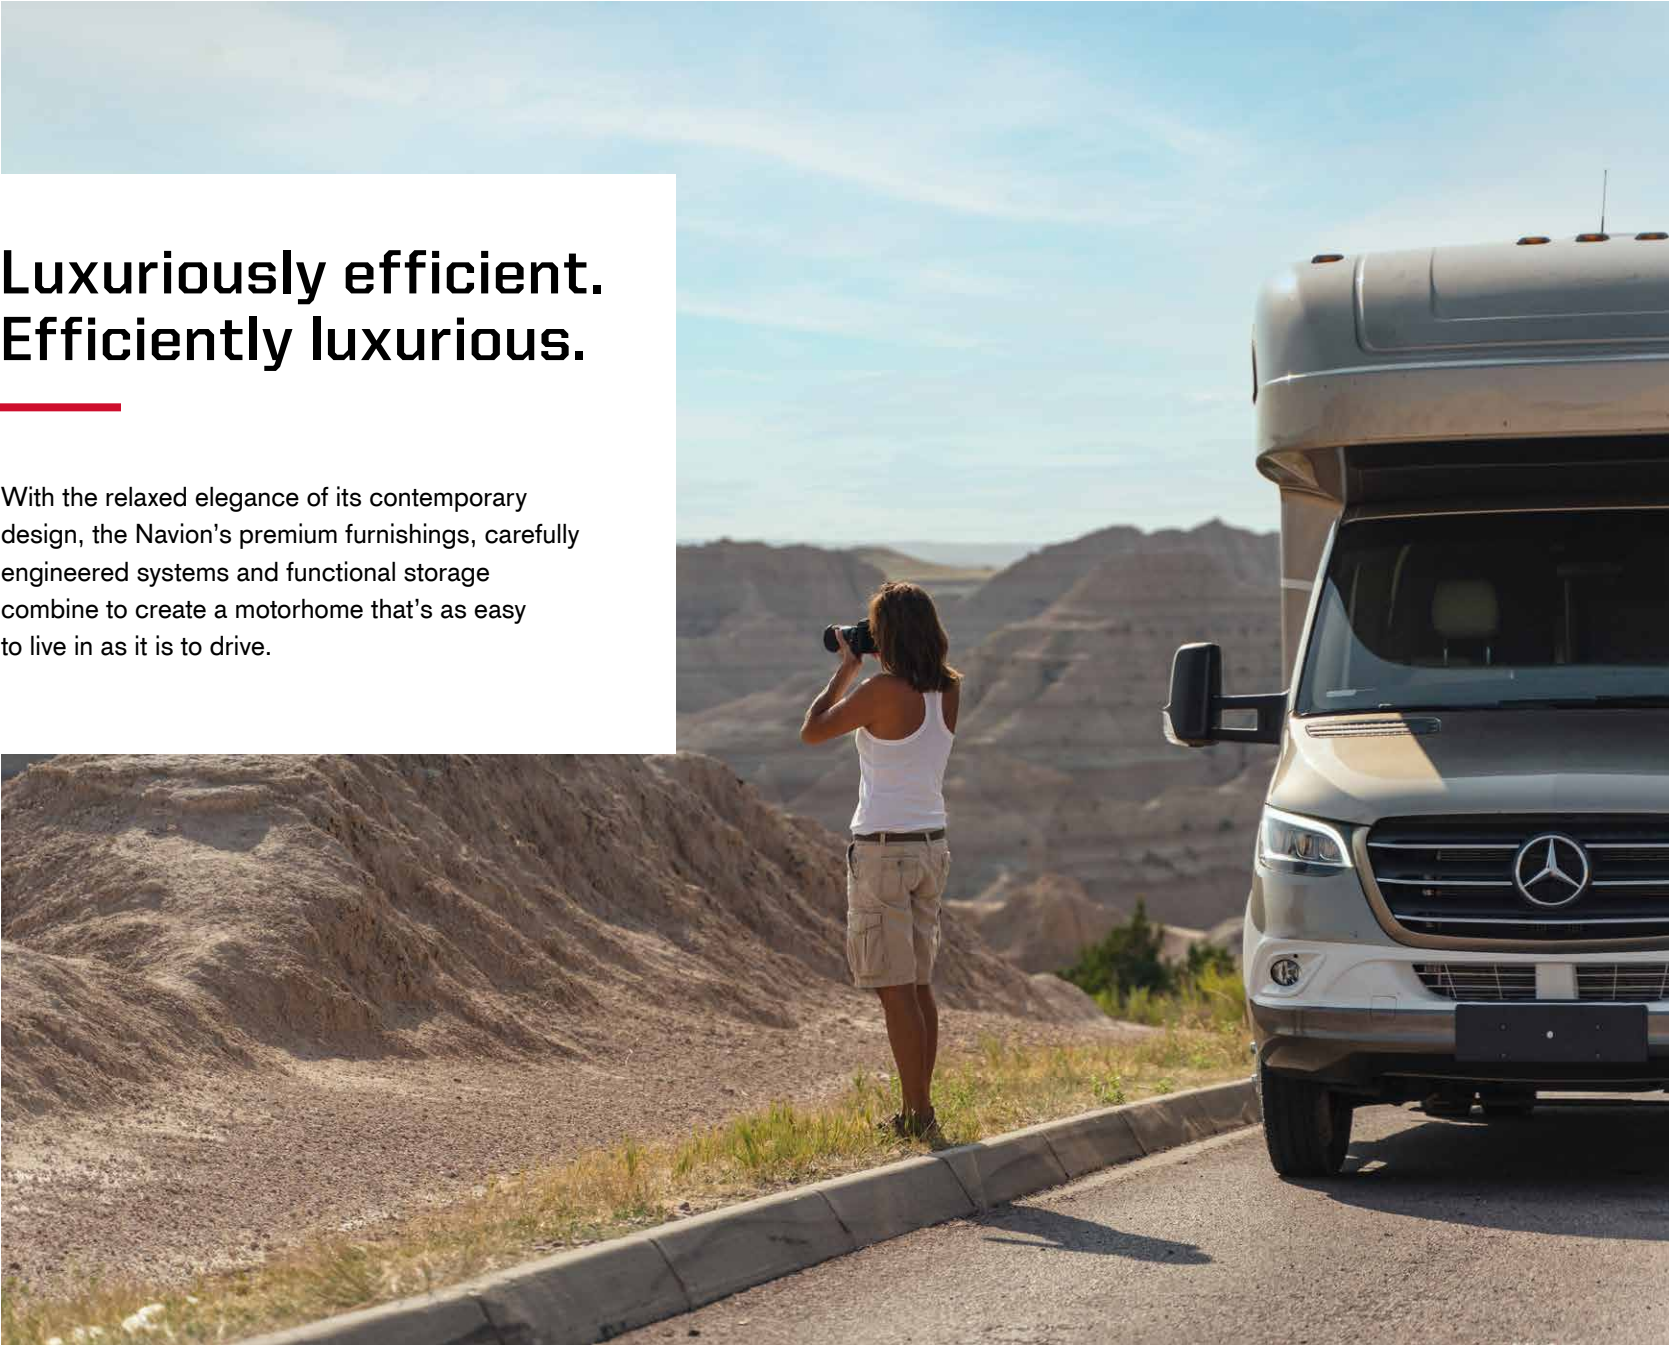 Luxuriously efficient.
Efficiently luxurious.
With the relaxed elegance of its contemporary
design, the Navion’s premium furnishings, carefully
engineered systems and functional storage
combine to create a motorhome that’s as easy
to live in as it is to drive.